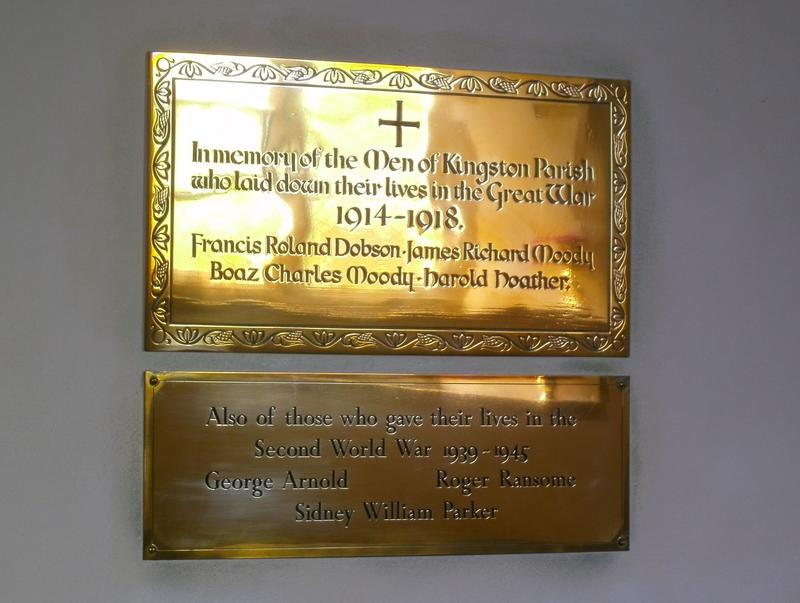 In memory of the Men of Kingston Parish
who laid down their lives in the Great War
1914-1918.
Francis Roland Dobson·James Richard Moody
Boaz Charles Moody·Harold Hoather.
Also of those who gave their lives in the
Second World War 1939-1945
George Arnold Roger Ransome
Sidney William Parker